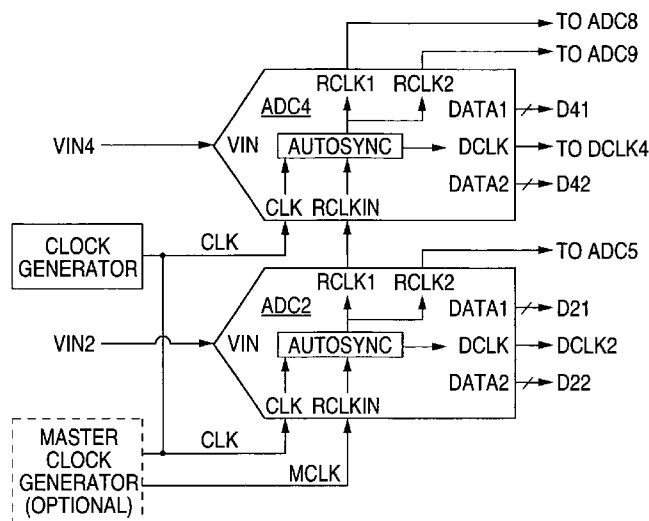 TO ADC8
TO ADC9
RCLK1 RCLK2
ADC4
DATA1 D41
VIN4 VIN AUTOSYNC DCLK TO DCLK4
DATA2 D42
CLK RCLKIN
CLOCK
GENERATOR
CLK
TO ADC5
RCLK1 RCLK2
ADC2
DATA1 D21
VIN2 VIN AUTOSYNC DCLK DCLK2
DATA2 D22
CLK RCLKIN
MASTER
CLOCK
GENERATOR
(OPTIONAL)
CLK
MCLK